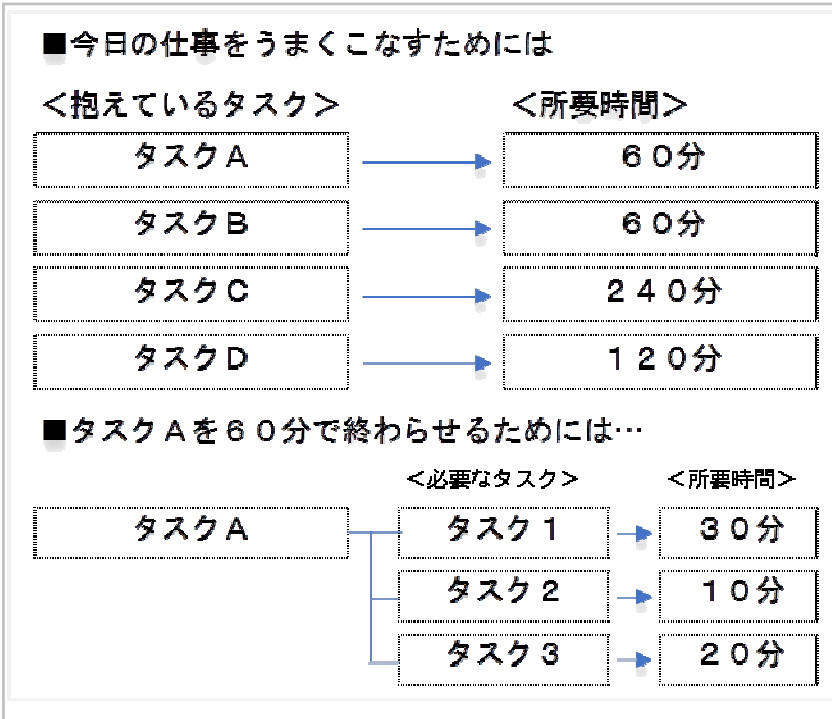 ■今日の仕事をうまくこなすためには
＜抱えているタスク＞　＜所要時間＞
タスクA　６０分
タスクB　６０分
タスクC　２４０分
タスクD　１２０分
■タスクAを６０分で終わらせるためには…
＜必要なタスク＞　＜所要時間＞
タスクA　タスク１　３０分
タスク２　１０分
タスク３　２０分